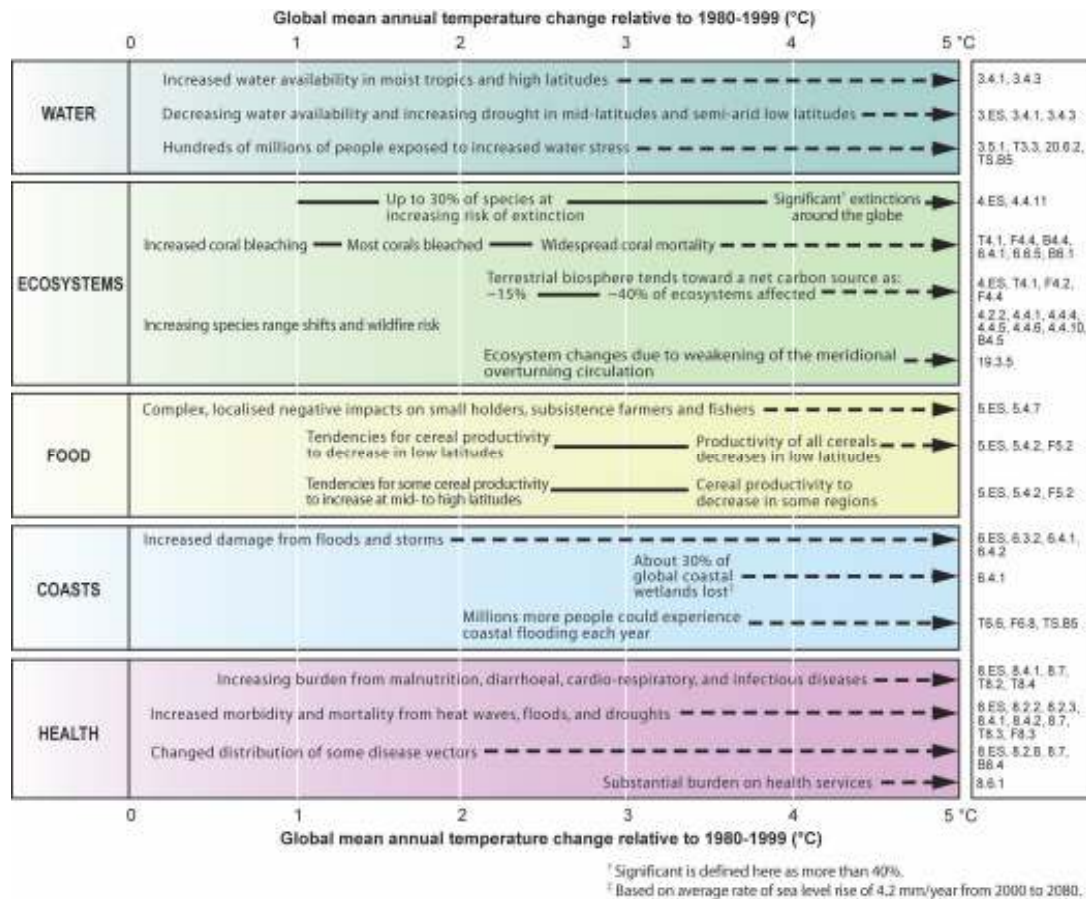 Global mean annual temperature change relative to 1980-1999 (°C)
0 1 2 3 4 5 °C
WATER
Increased water availability in moist tropics and high latitudes
3.4.1, 3.4.3
Decreasing water availability and increasing drought in mid-latitudes and semi-arid low latitudes
3.ES, 3.4.1, 3.4.3
Hundreds of millions of people exposed to increased water stress
3.5.1, T3.3, 20.6.2,
TS.B5
ECOSYSTEMS
Up to 30% of species at
increasing risk of extinction
Significant¹ extinctions
around the globe
4.ES, 4.4.11
Increased coral bleaching Most corals bleached Widespread coral mortality
T4.1, F4.4, B4.4,
6.4.1, 6.6.5, B6.1
Terrestrial biosphere tends toward a net carbon source as:
~15% ~40% of ecosystems affected
4.ES, T4.1, F4.2,
F4.4
Increasing species range shifts and wildfire risk
4.2.2, 4.4.1, 4.4.4,
4.4.5, 4.4.6, 4.4.10,
B4.5
Ecosystem changes due to weakening of the meridional
overturning circulation
19.3.5
FOOD
Complex, localised negative impacts on small holders, subsistence farmers and fishers
5.ES, 5.4.7
Tendencies for cereal productivity
to decrease in low latitudes
Productivity of all cereals
decreases in low latitudes
5.ES, 5.4.2, F5.2
Tendencies for some cereal productivity
to increase at mid- to high latitudes
Cereal productivity to
decrease in some regions
5.ES, 5.4.2, F5.2
COASTS
Increased damage from floods and storms
6.ES, 6.3.2, 6.4.1,
6.4.2
About 30% of
global coastal
wetlands lost²
6.4.1
Millions more people could experience
coastal flooding each year
T6.6, F6.8, TS.B5
HEALTH
Increasing burden from malnutrition, diarrhoeal, cardio-respiratory, and infectious diseases
8.ES, 8.4.1, 8.7,
T8.2, T8.4
Increased morbidity and mortality from heat waves, floods, and droughts
8.ES, 8.2.2, 8.2.3,
8.4.1, 8.4.2, 8.7,
T8.3, F8.3
Changed distribution of some disease vectors
8.ES, 8.2.8, 8.7,
B8.4
Substantial burden on health services
8.6.1
0 1 2 3 4 5 °C
Global mean annual temperature change relative to 1980-1999 (°C)
¹ Significant is defined here as more than 40%.
² Based on average rate of sea level rise of 4.2 mm/year from 2000 to 2080.